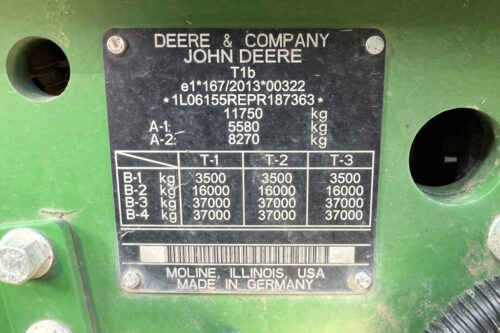 DEERE & COMPANY
JOHN DEERE
T1b
e1*167/2013*00322
*1L06155REPR187363*
11750 kg
A-1: 5580 kg
A-2: 8270 kg
T-1 T-2 T-3
B-1 kg 3500 3500 3500
B-2 kg 16000 16000 16000
B-3 kg 37000 37000 37000
B-4 kg 37000 37000 37000
MOLINE, ILLINOIS, USA
MADE IN GERMANY